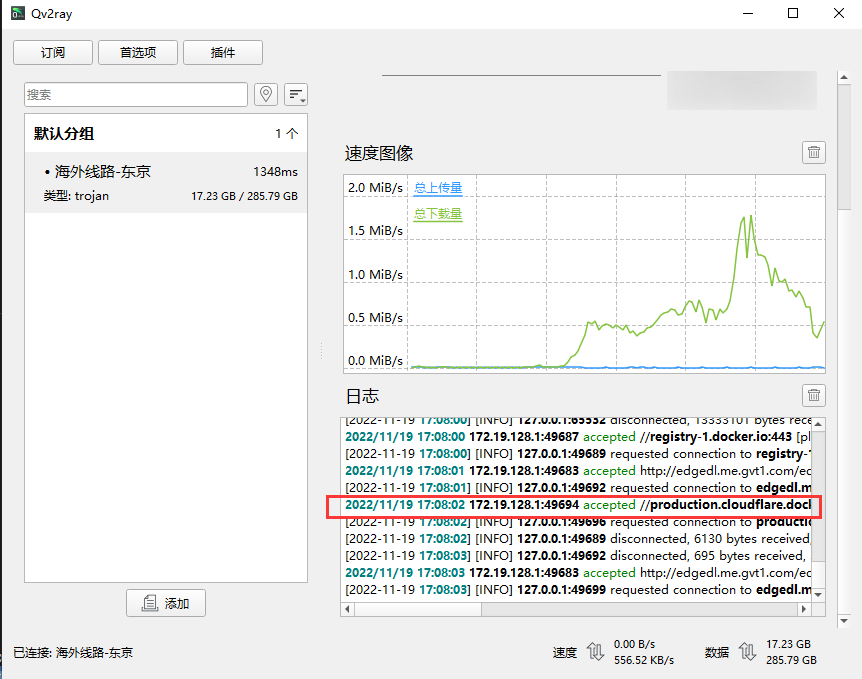 Qv2ray
订阅 首选项 插件
搜索
默认分组 1 个
• 海外线路-东京 1348ms
类型: trojan 17.23 GB / 285.79 GB
添加
速度图像
2.0 MiB/s 总上传量
总下载量
1.5 MiB/s
1.0 MiB/s
0.5 MiB/s
0.0 MiB/s
日志
[2022-11-19 17:08:00] [INFO] 127.0.0.1:65532 disconnected, 13333101 bytes rece
2022/11/19 17:08:00 172.19.128.1:49687 accepted //registry-1.docker.io:443 [pl
[2022-11-19 17:08:00] [INFO] 127.0.0.1:49689 requested connection to registry-1
2022/11/19 17:08:01 172.19.128.1:49683 accepted http://edgedl.me.gvt1.com/ed
[2022-11-19 17:08:01] [INFO] 127.0.0.1:49692 requested connection to edgedl.m
2022/11/19 17:08:02 172.19.128.1:49694 accepted //production.cloudflare.doc
[2022-11-19 17:08:02] [INFO] 127.0.0.1:49696 requested connection to productio
[2022-11-19 17:08:02] [INFO] 127.0.0.1:49689 disconnected, 6130 bytes received,
[2022-11-19 17:08:03] [INFO] 127.0.0.1:49692 disconnected, 695 bytes received,
2022/11/19 17:08:03 172.19.128.1:49683 accepted http://edgedl.me.gvt1.com/ed
[2022-11-19 17:08:03] [INFO] 127.0.0.1:49699 requested connection to edgedl.m
已连接: 海外线路-东京
速度 0.00 B/s
556.52 KB/s
数据 17.23 GB
285.79 GB